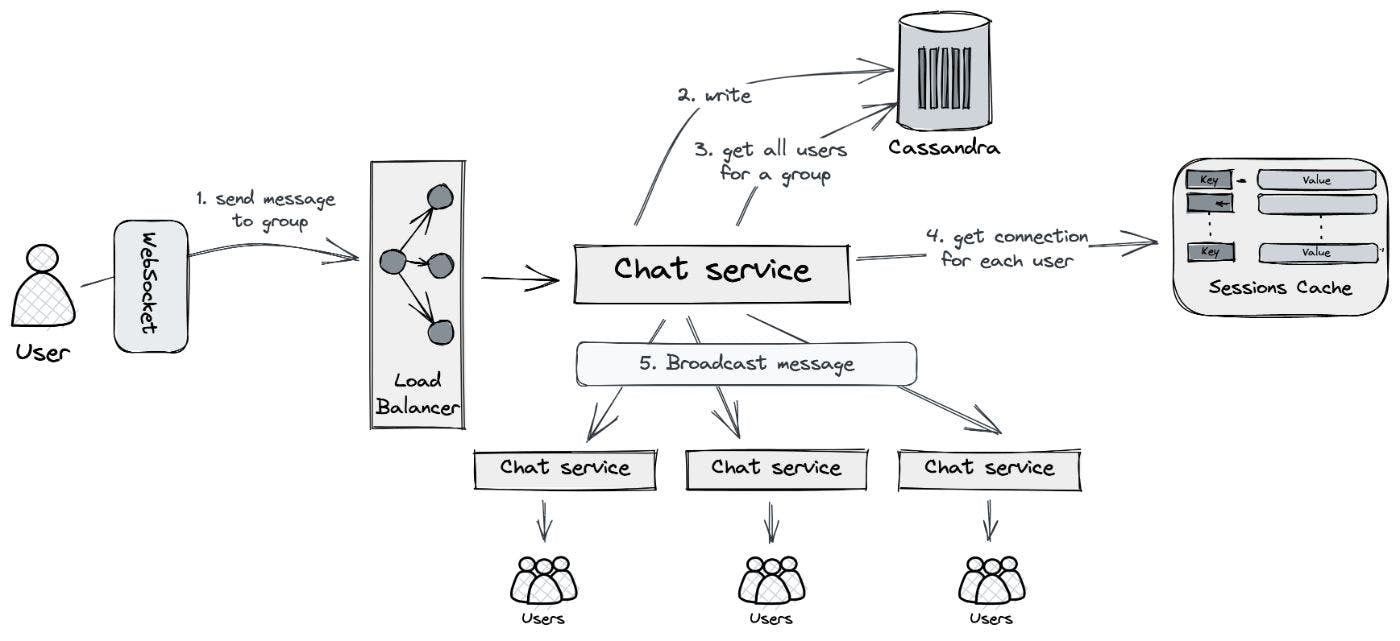 2. write
Cassandra
3. get all users
for a group
1. send message
to group
WebSocket
User
Load
Balancer
Chat service
4. get connection
for each user
Key
Value
Key
Value
Sessions Cache
5. Broadcast message
Chat service
Chat service
Chat service
Users
Users
Users